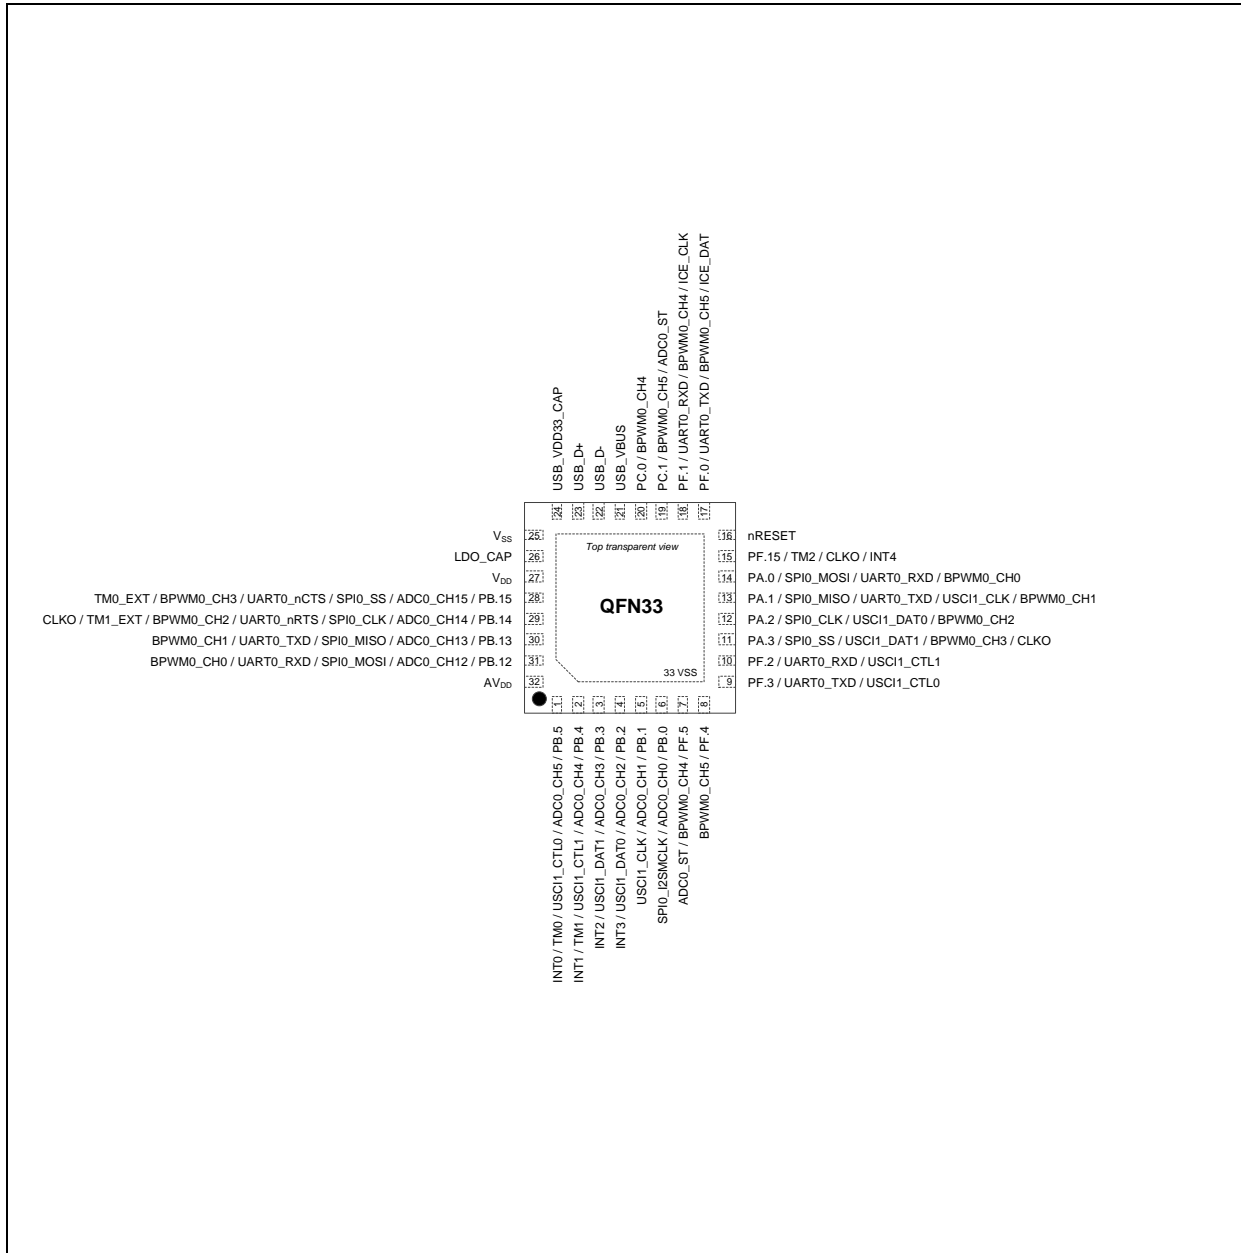 USB_VDD33_CAP
USB_D+
USB_D-
USB_VBUS
PC.0 / BPWM0_CH4
PC.1 / BPWM0_CH5 / ADC0_ST
PF.1 / UART0_RXD / BPWM0_CH4 / ICE_CLK
PF.0 / UART0_TXD / BPWM0_CH5 / ICE_DAT
24
23
22
21
20
19
18
17
VSS
25
LDO_CAP
26
VDD
27
TM0_EXT / BPWM0_CH3 / UART0_nCTS / SPI0_SS / ADC0_CH15 / PB.15
28
CLKO / TM1_EXT / BPWM0_CH2 / UART0_nRTS / SPI0_CLK / ADC0_CH14 / PB.14
29
BPWM0_CH1 / UART0_TXD / SPI0_MISO / ADC0_CH13 / PB.13
30
BPWM0_CH0 / UART0_RXD / SPI0_MOSI / ADC0_CH12 / PB.12
31
AVDD
32
Top transparent view
QFN33
33 VSS
16
nRESET
15
PF.15 / TM2 / CLKO / INT4
14
PA.0 / SPI0_MOSI / UART0_RXD / BPWM0_CH0
13
PA.1 / SPI0_MISO / UART0_TXD / USCI1_CLK / BPWM0_CH1
12
PA.2 / SPI0_CLK / USCI1_DAT0 / BPWM0_CH2
11
PA.3 / SPI0_SS / USCI1_DAT1 / BPWM0_CH3 / CLKO
10
PF.2 / UART0_RXD / USCI1_CTL1
9
PF.3 / UART0_TXD / USCI1_CTL0
1
2
3
4
5
6
7
8
INT0 / TM0 / USCI1_CTL0 / ADC0_CH5 / PB.5
INT1 / TM1 / USCI1_CTL1 / ADC0_CH4 / PB.4
INT2 / USCI1_DAT1 / ADC0_CH3 / PB.3
INT3 / USCI1_DAT0 / ADC0_CH2 / PB.2
USCI1_CLK / ADC0_CH1 / PB.1
SPI0_I2SMCLK / ADC0_CH0 / PB.0
ADC0_ST / BPWM0_CH4 / PF.5
BPWM0_CH5 / PF.4